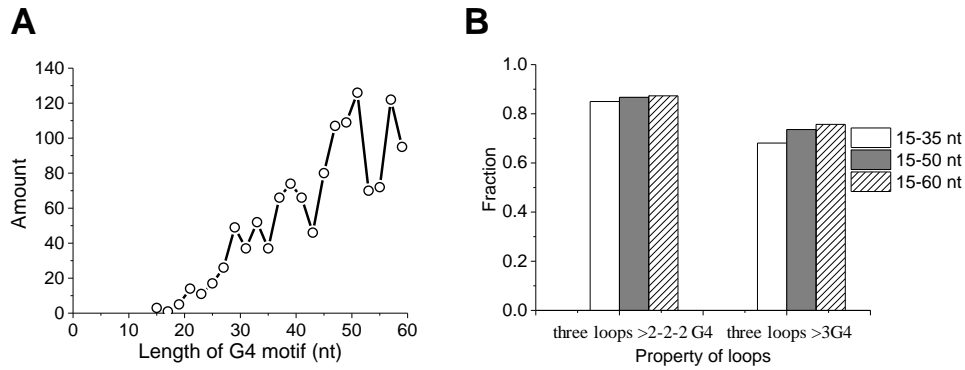 A
B
140
120
100
80
60
40
20
0
Amount
0 10 20 30 40 50 60
Length of G4 motif (nt)
1.0
0.8
0.6
0.4
0.2
0.0
Fraction
three loops >2-2-2 G4 three loops >3G4
Property of loops
15-35 nt
15-50 nt
15-60 nt